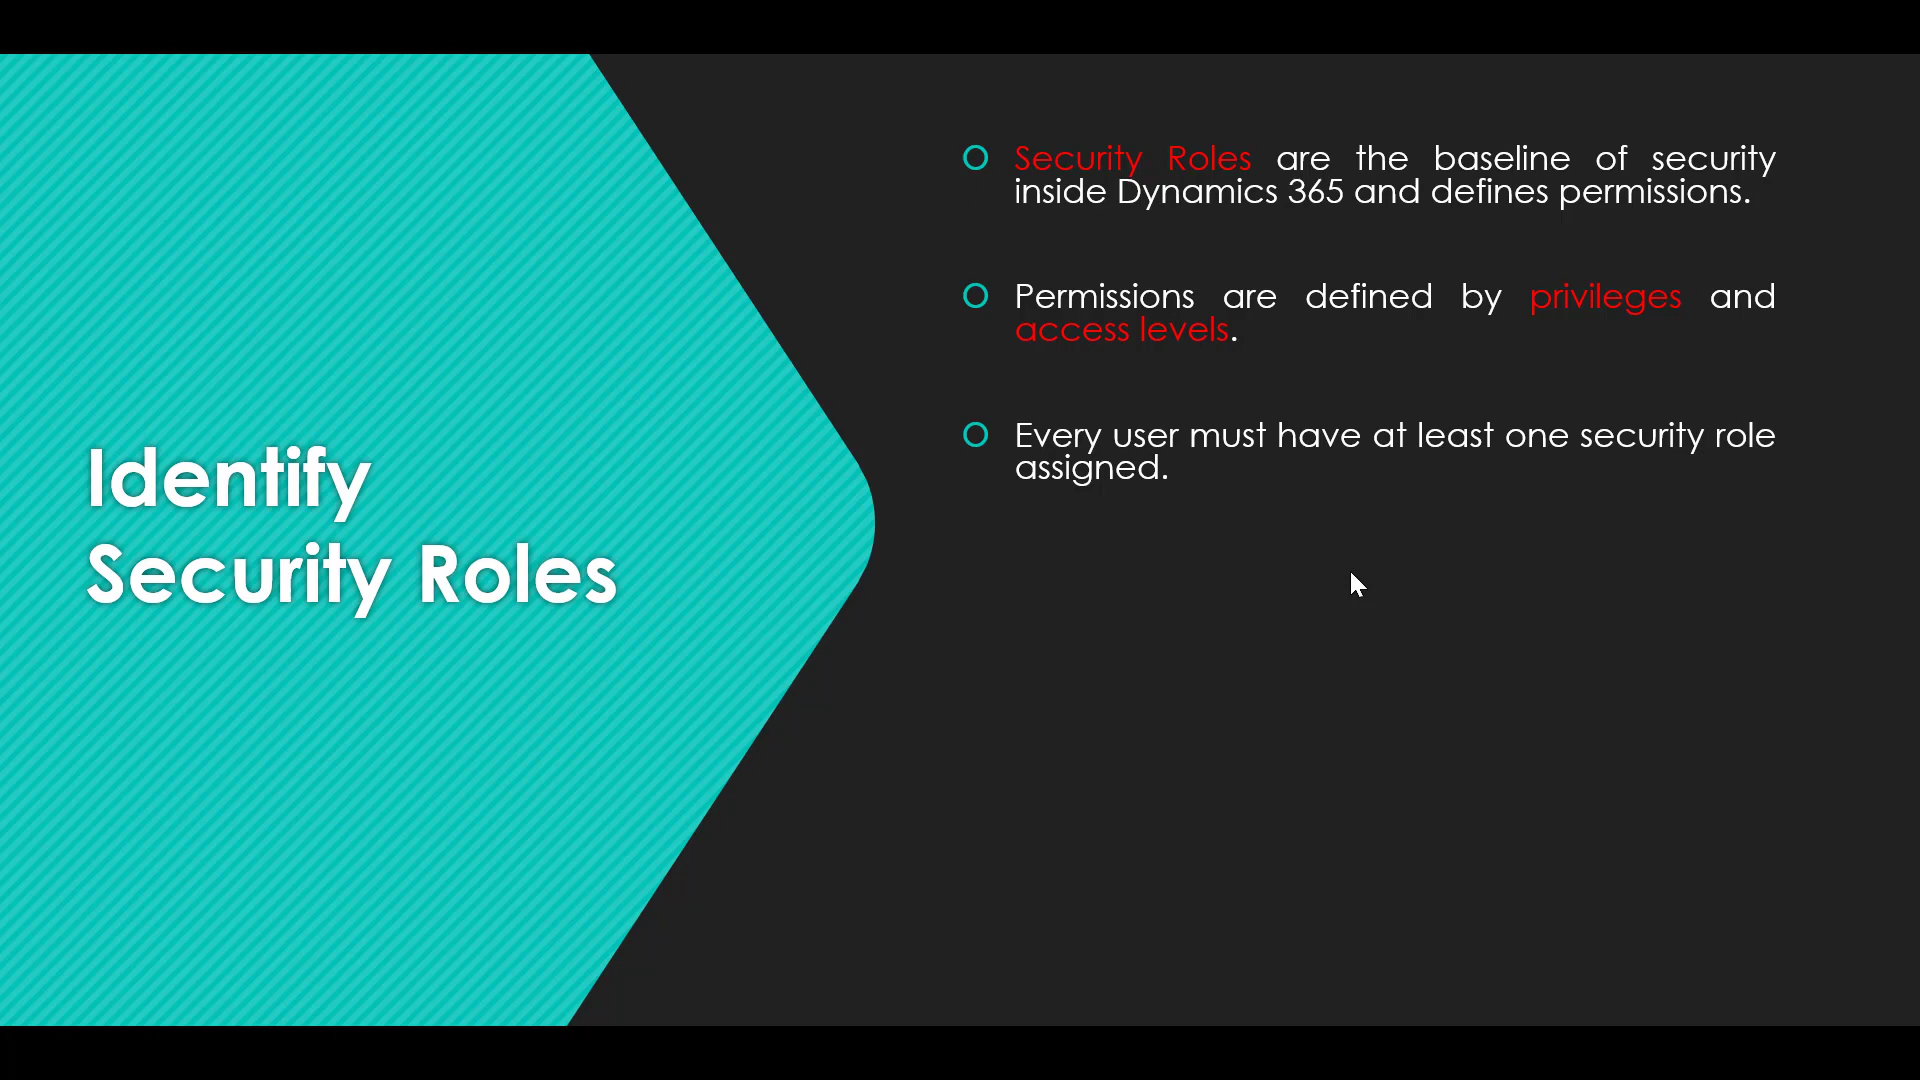 Identify
Security Roles
Security Roles are the baseline of security
inside Dynamics 365 and defines permissions.
Permissions are defined by privileges and
access levels.
Every user must have at least one security role
assigned.